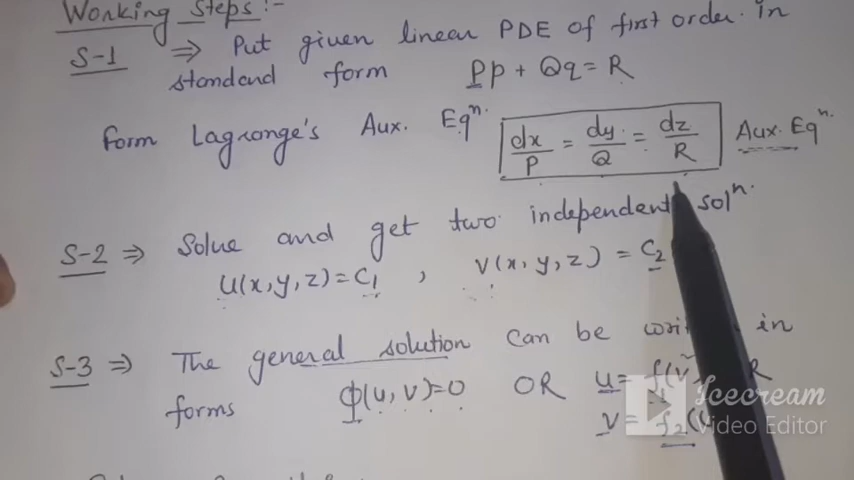 Working Steps:-
S-1 ⇒ Put given linear PDE of first order in
standard form Pp + Qq = R
form Lagrange's Aux. Eqⁿ. dx/P = dy/Q = dz/R Aux. Eqⁿ.
S-2 ⇒ Solve and get two independent solⁿ.
u(x,y,z)=C₁ , v(x,y,z) = C₂
S-3 ⇒ The general solution can be in
forms ϕ(u,v)=0 OR u=
v=
Icecream
Video Editor